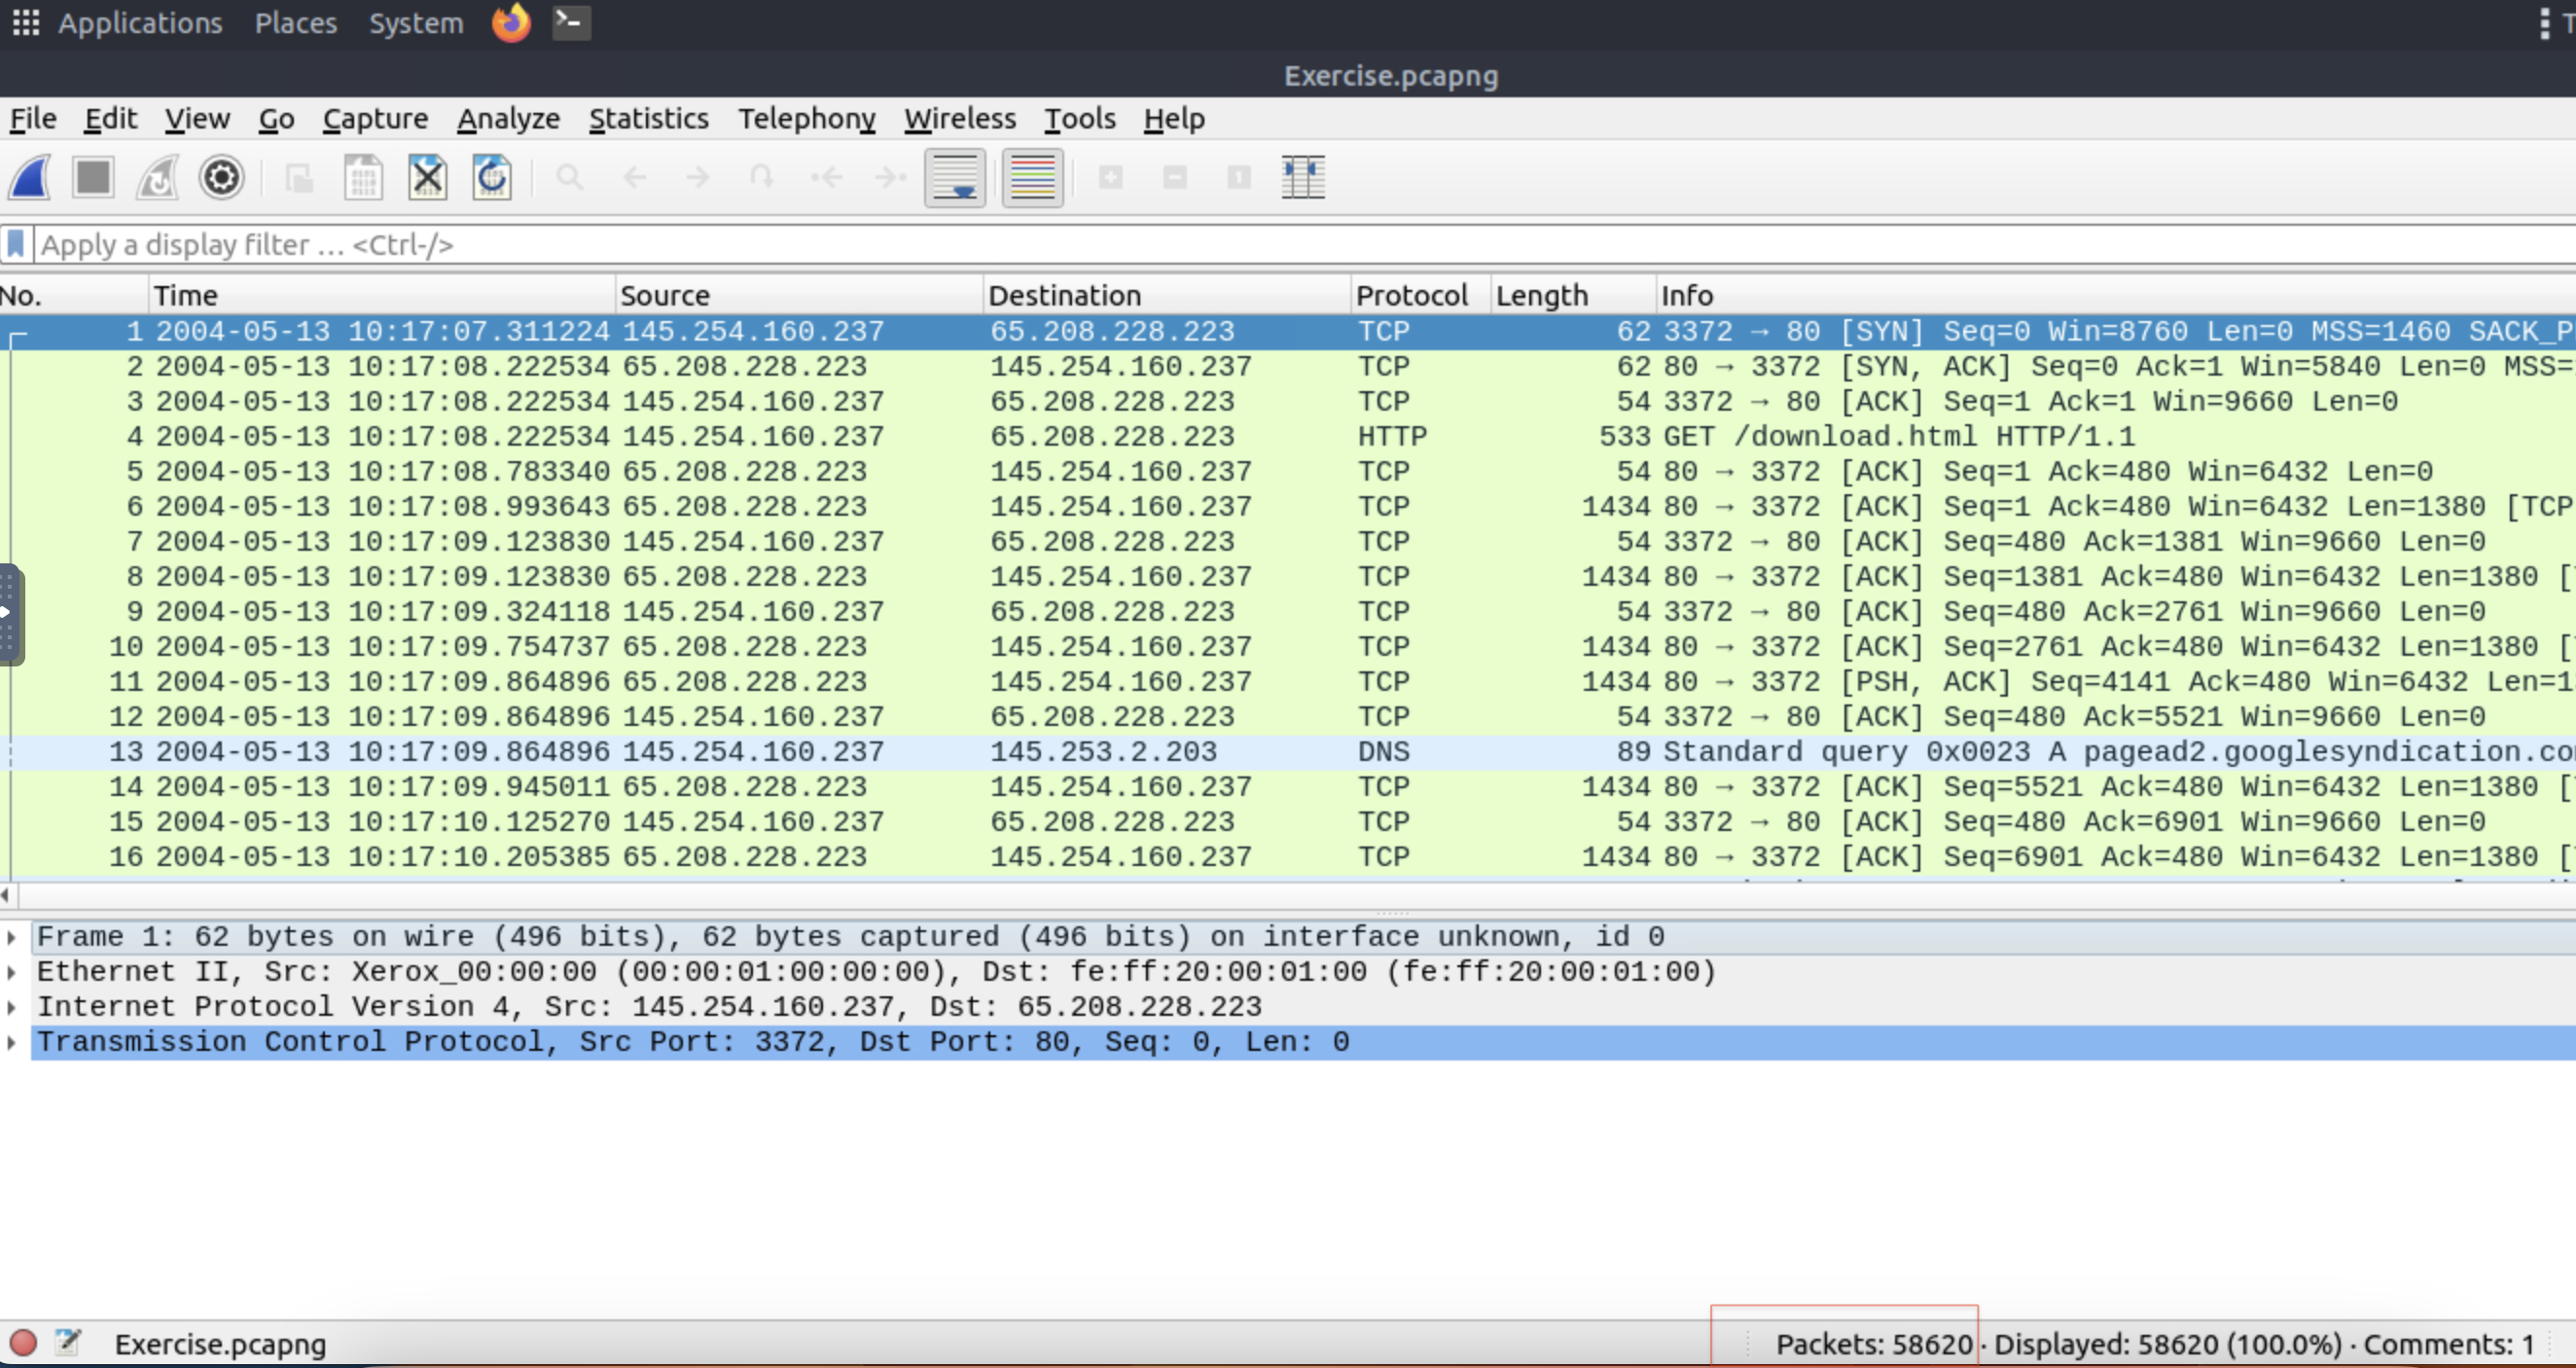 Applications Places System
Exercise.pcapng
File Edit View Go Capture Analyze Statistics Telephony Wireless Tools Help
Apply a display filter … <Ctrl-/>
No. Time Source Destination Protocol Length Info
1 2004-05-13 10:17:07.311224 145.254.160.237 65.208.228.223 TCP 62 3372 → 80 [SYN] Seq=0 Win=8760 Len=0 MSS=1460 SACK_P
2 2004-05-13 10:17:08.222534 65.208.228.223 145.254.160.237 TCP 62 80 → 3372 [SYN, ACK] Seq=0 Ack=1 Win=5840 Len=0 MSS=
3 2004-05-13 10:17:08.222534 145.254.160.237 65.208.228.223 TCP 54 3372 → 80 [ACK] Seq=1 Ack=1 Win=9660 Len=0
4 2004-05-13 10:17:08.222534 145.254.160.237 65.208.228.223 HTTP 533 GET /download.html HTTP/1.1
5 2004-05-13 10:17:08.783340 65.208.228.223 145.254.160.237 TCP 54 80 → 3372 [ACK] Seq=1 Ack=480 Win=6432 Len=0
6 2004-05-13 10:17:08.993643 65.208.228.223 145.254.160.237 TCP 1434 80 → 3372 [ACK] Seq=1 Ack=480 Win=6432 Len=1380 [TCP
7 2004-05-13 10:17:09.123830 145.254.160.237 65.208.228.223 TCP 54 3372 → 80 [ACK] Seq=480 Ack=1381 Win=9660 Len=0
8 2004-05-13 10:17:09.123830 65.208.228.223 145.254.160.237 TCP 1434 80 → 3372 [ACK] Seq=1381 Ack=480 Win=6432 Len=1380 [
9 2004-05-13 10:17:09.324118 145.254.160.237 65.208.228.223 TCP 54 3372 → 80 [ACK] Seq=480 Ack=2761 Win=9660 Len=0
10 2004-05-13 10:17:09.754737 65.208.228.223 145.254.160.237 TCP 1434 80 → 3372 [ACK] Seq=2761 Ack=480 Win=6432 Len=1380 [
11 2004-05-13 10:17:09.864896 65.208.228.223 145.254.160.237 TCP 1434 80 → 3372 [PSH, ACK] Seq=4141 Ack=480 Win=6432 Len=1
12 2004-05-13 10:17:09.864896 145.254.160.237 65.208.228.223 TCP 54 3372 → 80 [ACK] Seq=480 Ack=5521 Win=9660 Len=0
13 2004-05-13 10:17:09.864896 145.254.160.237 145.253.2.203 DNS 89 Standard query 0x0023 A pagead2.googlesyndication.co
14 2004-05-13 10:17:09.945011 65.208.228.223 145.254.160.237 TCP 1434 80 → 3372 [ACK] Seq=5521 Ack=480 Win=6432 Len=1380 [
15 2004-05-13 10:17:10.125270 145.254.160.237 65.208.228.223 TCP 54 3372 → 80 [ACK] Seq=480 Ack=6901 Win=9660 Len=0
16 2004-05-13 10:17:10.205385 65.208.228.223 145.254.160.237 TCP 1434 80 → 3372 [ACK] Seq=6901 Ack=480 Win=6432 Len=1380 [
Frame 1: 62 bytes on wire (496 bits), 62 bytes captured (496 bits) on interface unknown, id 0
Ethernet II, Src: Xerox_00:00:00 (00:00:01:00:00:00), Dst: fe:ff:20:00:01:00 (fe:ff:20:00:01:00)
Internet Protocol Version 4, Src: 145.254.160.237, Dst: 65.208.228.223
Transmission Control Protocol, Src Port: 3372, Dst Port: 80, Seq: 0, Len: 0
Exercise.pcapng Packets: 58620 · Displayed: 58620 (100.0%) · Comments: 1